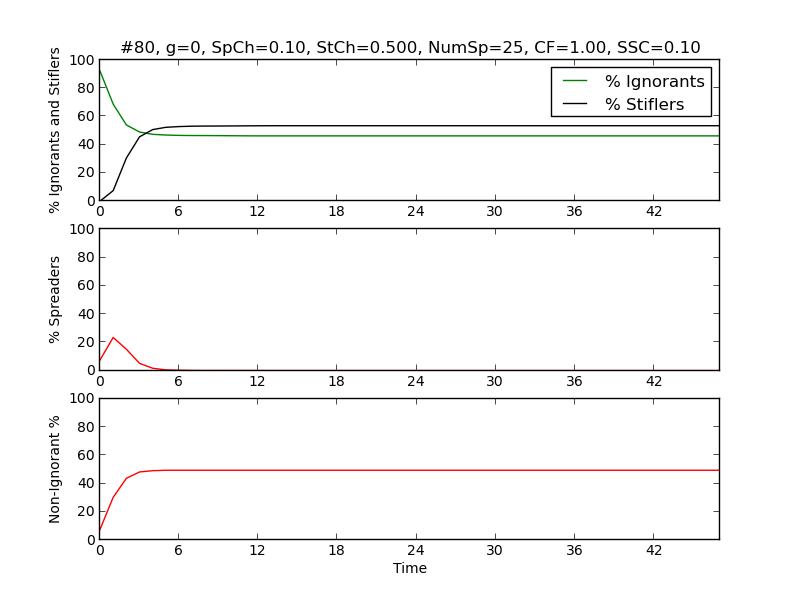 #80, g=0, SpCh=0.10, StCh=0.500, NumSp=25, CF=1.00, SSC=0.10
% Ignorants and Stiflers
100
80
60
40
20
0
% Ignorants
% Stiflers
0 6 12 18 24 30 36 42
% Spreaders
100
80
60
40
20
0
0 6 12 18 24 30 36 42
Non-Ignorant %
100
80
60
40
20
0
0 6 12 18 24 30 36 42
Time